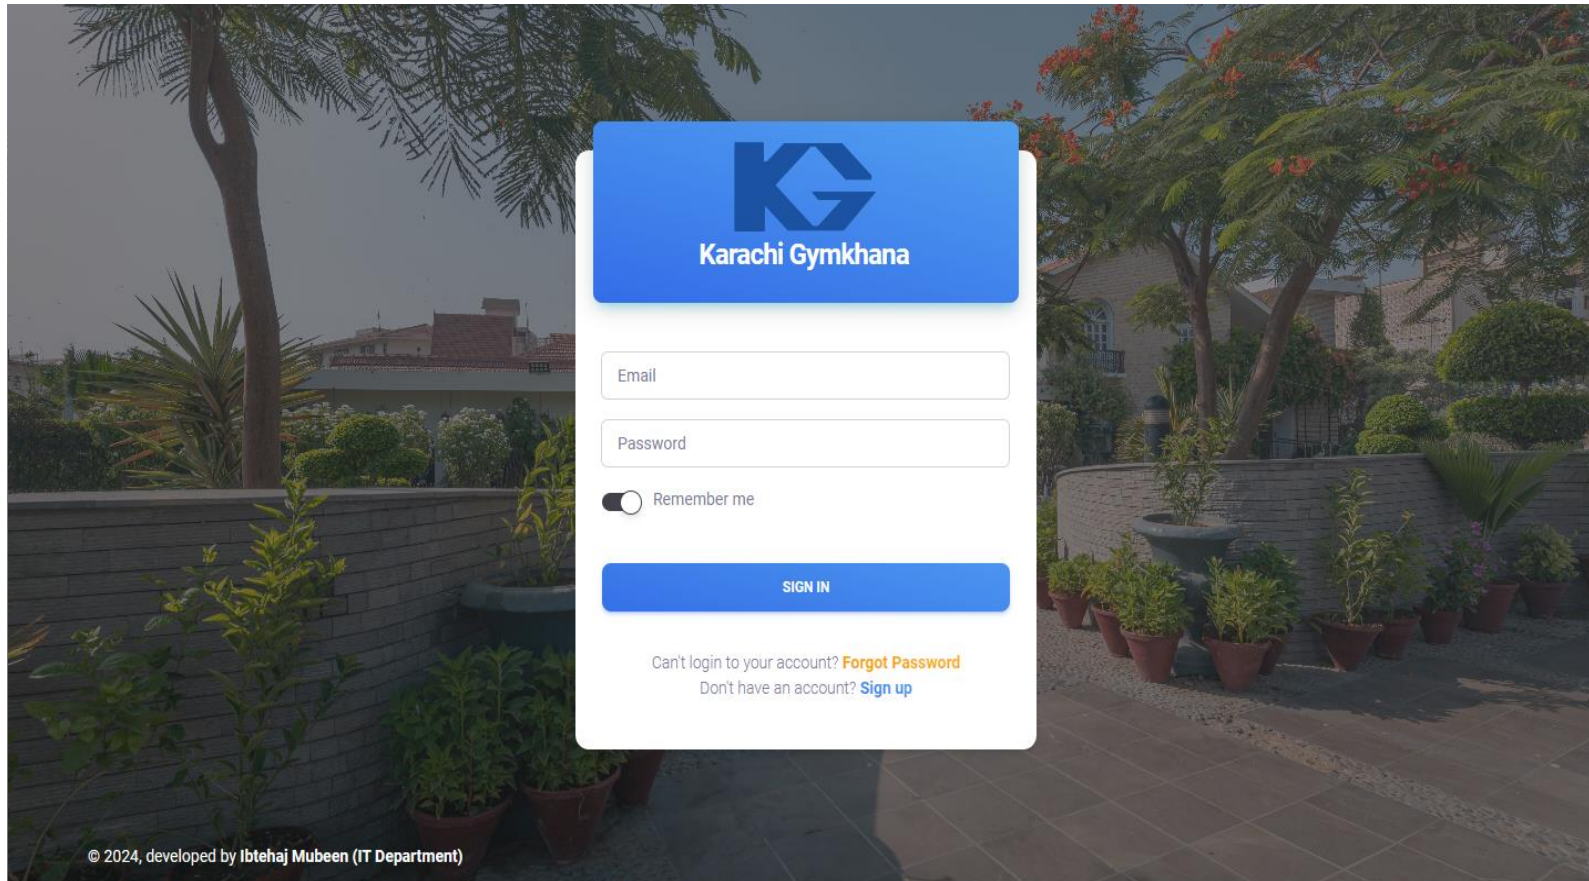 KG
Karachi Gymkhana
Email
Password
Remember me
SIGN IN
Can't login to your account? Forgot Password
Don't have an account? Sign up
© 2024, developed by Ibtehaj Mubeen (IT Department)